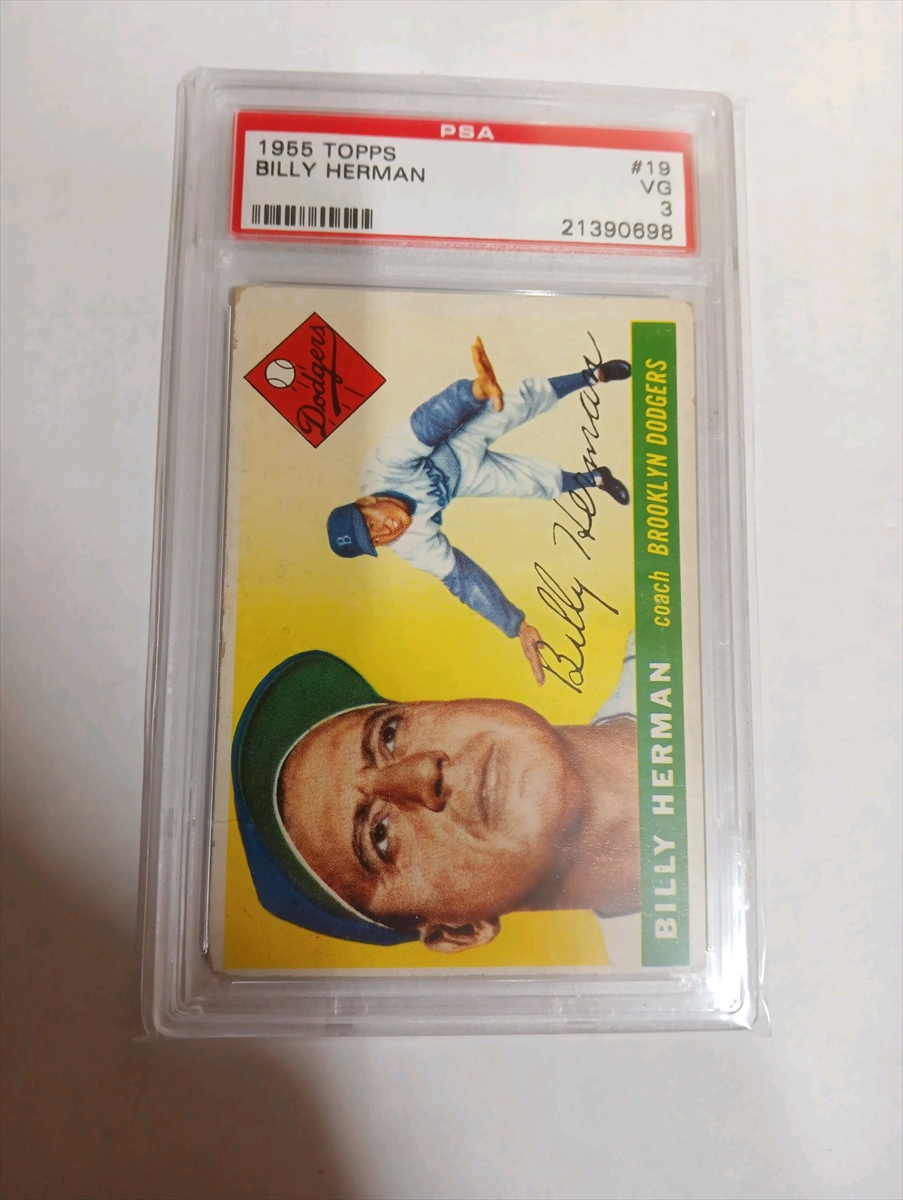 PSA
1955 TOPPS
BILLY HERMAN
#19
VG
3
21390698
Dodgers
B
Billy Herman
BILLY HERMAN coach BROOKLYN DODGERS